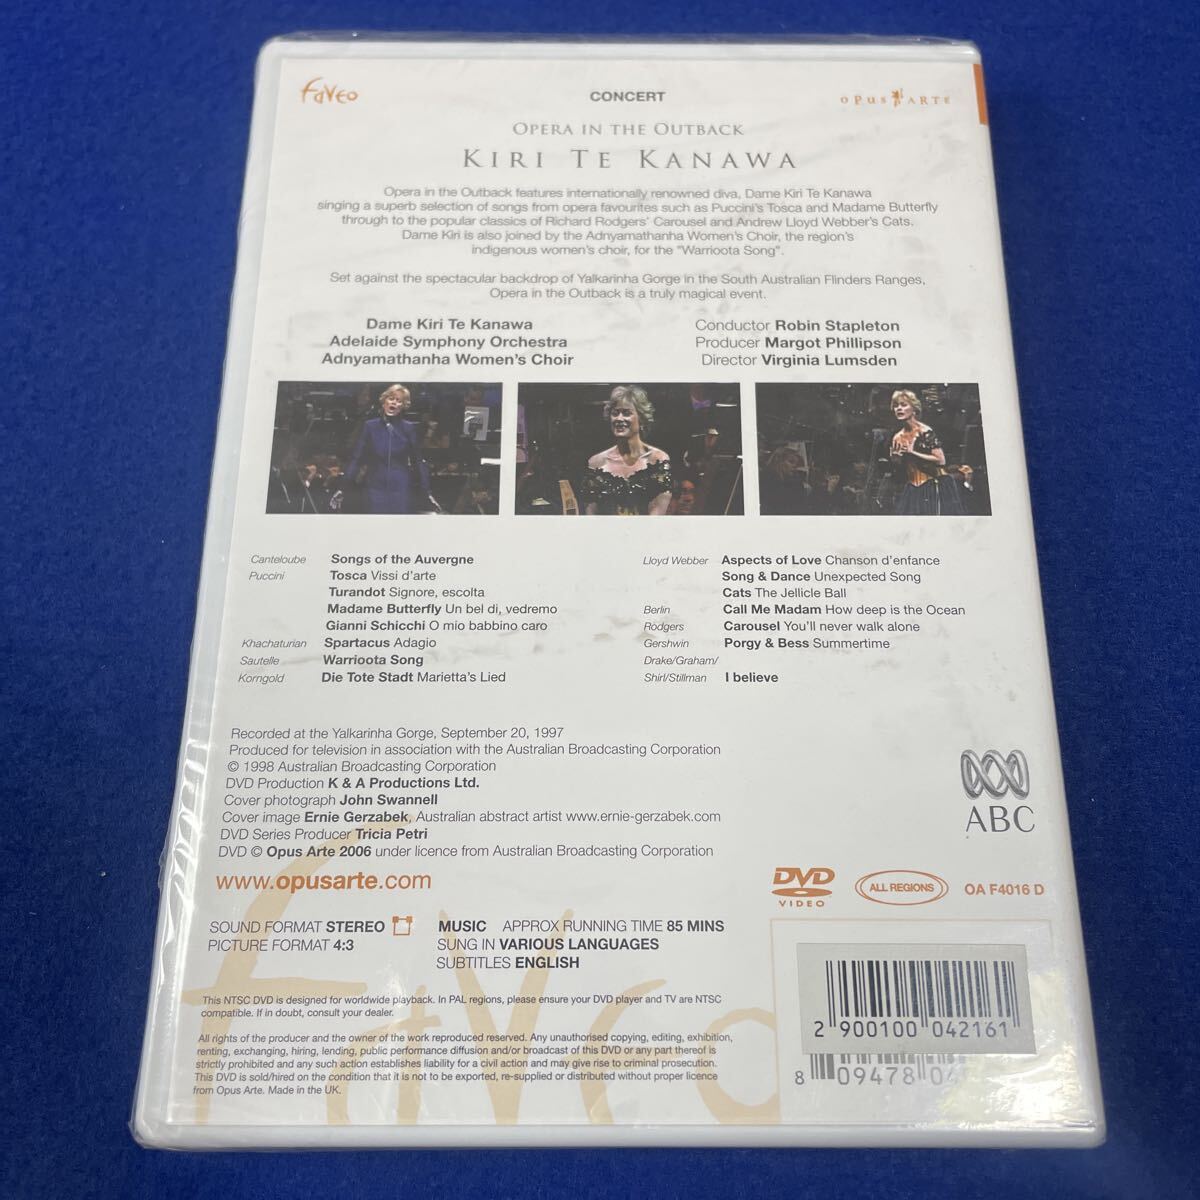 faveo
CONCERT
OPUS ARTE
OPERA IN THE OUTBACK
KIRI TE KANAWA
Opera in the Outback features internationally renowned diva, Dame Kiri Te Kanawa
singing a superb selection of songs from opera favourites such as Puccini's Tosca and Madame Butterfly
through to the popular classics of Richard Rodgers' Carousel and Andrew Lloyd Webber's Cats.
Dame Kiri is also joined by the Adnyamathanha Women's Choir, the region's
indigenous women's choir, for the "Warrioota Song".
Set against the spectacular backdrop of Yalkarinha Gorge in the South Australian Flinders Ranges,
Opera in the Outback is a truly magical event.
Dame Kiri Te Kanawa
Adelaide Symphony Orchestra
Adnyamathanha Women's Choir
Conductor Robin Stapleton
Producer Margot Phillipson
Director Virginia Lumsden
Canteloube Songs of the Auvergne
Puccini Tosca Vissi d'arte
Turandot Signore, escolta
Madame Butterfly Un bel di, vedremo
Gianni Schicchi O mio babbino caro
Khachaturian Spartacus Adagio
Sautelle Warrioota Song
Korngold Die Tote Stadt Marietta's Lied
Lloyd Webber Aspects of Love Chanson d'enfance
Song & Dance Unexpected Song
Cats The Jellicle Ball
Berlin Call Me Madam How deep is the Ocean
Rodgers Carousel You'll never walk alone
Gershwin Porgy & Bess Summertime
Drake/Graham/
Shirl/Stillman I believe
Recorded at the Yalkarinha Gorge, September 20, 1997
Produced for television in association with the Australian Broadcasting Corporation
© 1998 Australian Broadcasting Corporation
DVD Production K & A Productions Ltd.
Cover photograph John Swannell
Cover image Ernie Gerzabek, Australian abstract artist www.ernie-gerzabek.com
DVD Series Producer Tricia Petri
DVD © Opus Arte 2006 under licence from Australian Broadcasting Corporation
www.opusarte.com
ABC
DVD
VIDEO
ALL REGIONS
OA F4016 D
SOUND FORMAT STEREO
PICTURE FORMAT 4:3
MUSIC APPROX RUNNING TIME 85 MINS
SUNG IN VARIOUS LANGUAGES
SUBTITLES ENGLISH
This NTSC DVD is designed for worldwide playback. In PAL regions, please ensure your DVD player and TV are NTSC
compatible. If in doubt, consult your dealer.
All rights of the producer and the owner of the work reproduced reserved. Any unauthorised copying, editing, exhibition,
renting, exchanging, hiring, lending, public performance diffusion and/or broadcast of this DVD or any part thereof is
strictly prohibited and any such action establishes liability for a civil action and may give rise to criminal prosecution.
This DVD is sold/hired on the condition that it is not to be exported, re-supplied or distributed without proper licence
from Opus Arte. Made in the UK.
faveo
2 900100 042161
8 09478 04